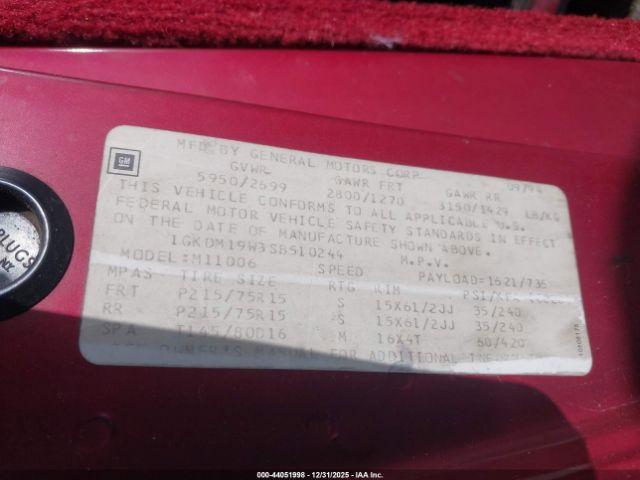 GM
MFD BY GENERAL MOTORS CORP 09/94
GVWR GAWR FRT GAWR RR
5950/2699 2800/1270 3150/1429 LB/KG
THIS VEHICLE CONFORMS TO ALL APPLICABLE U.S.
FEDERAL MOTOR VEHICLE SAFETY STANDARDS IN EFFECT
ON THE DATE OF MANUFACTURE SHOWN ABOVE.
1GKDM19W3SB510244 M.P.V.
MODEL:M11006 PAYLOAD=1621/735
MPAS TIRE SIZE SPEED RTG RIM
FRT P215/75R15 S 15X61/2JJ 35/240
RR P215/75R15 S 15X61/2JJ 35/240
SPA T145/80D16 M 16X4T 60/420
OWNER'S MANUAL FOR ADDITIONAL
PLUGS
000-44051998 - 12/31/2025 - IAA Inc.